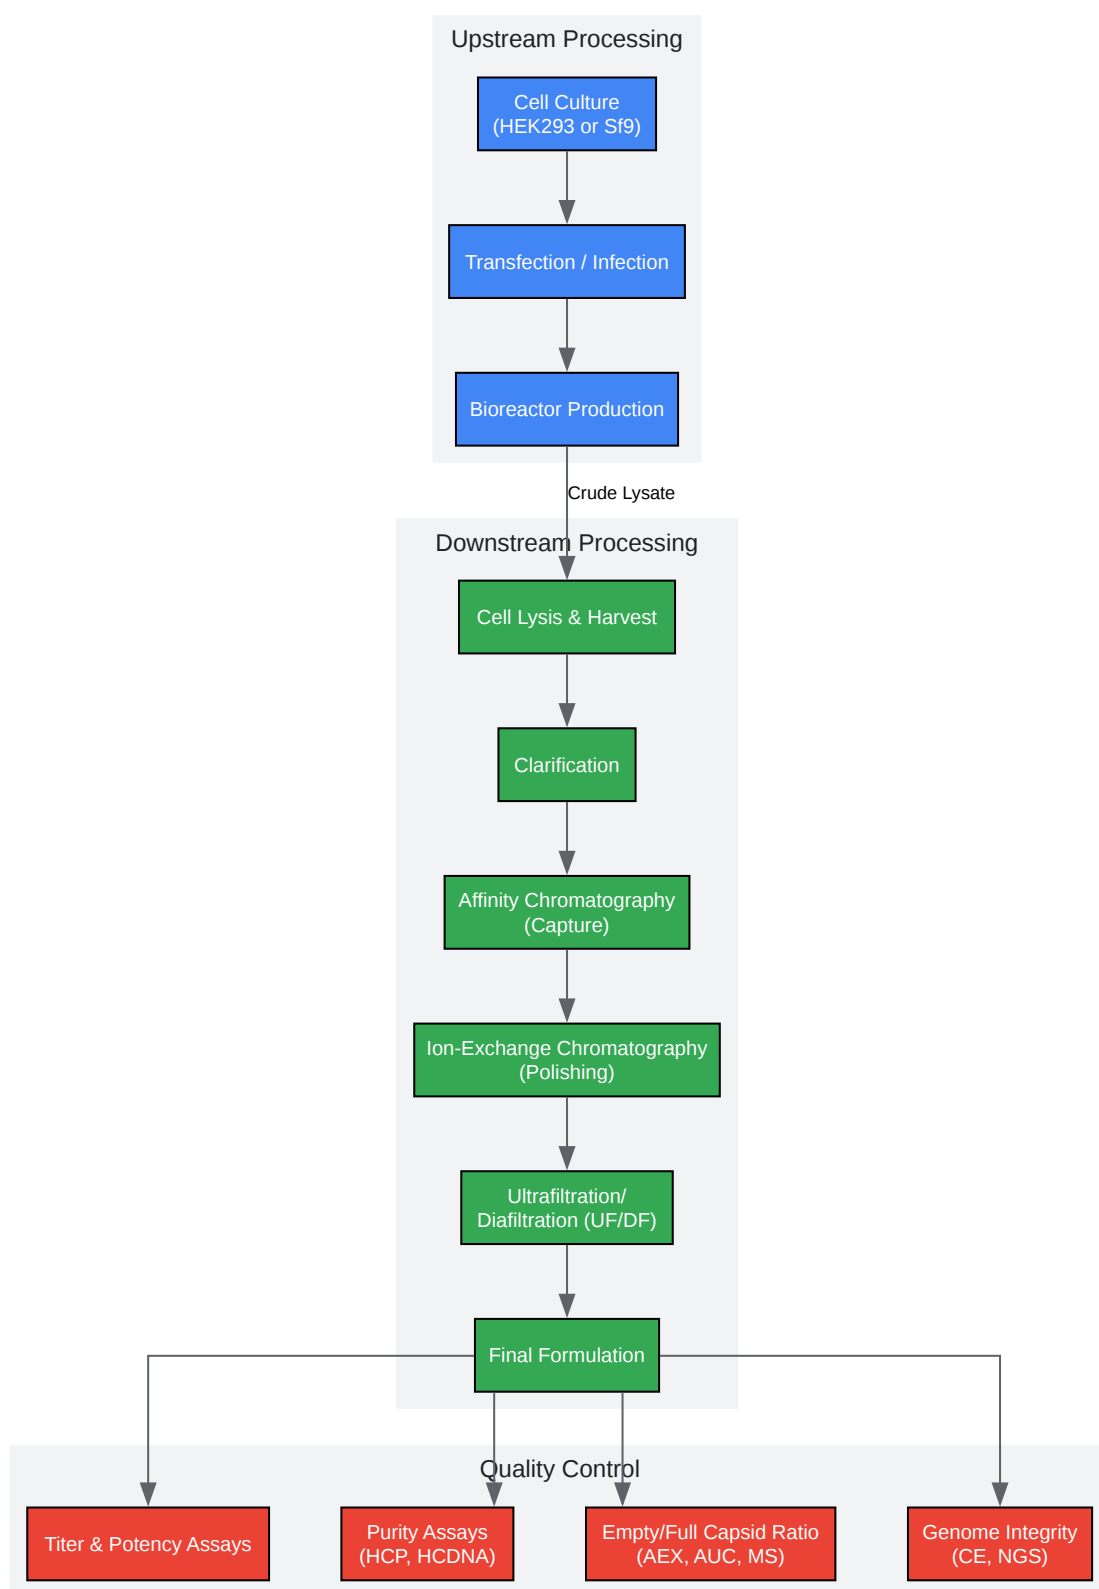 Upstream Processing
Cell Culture
(HEK293 or Sf9)
Transfection / Infection
Bioreactor Production
Crude Lysate
Downstream Processing
Cell Lysis & Harvest
Clarification
Affinity Chromatography
(Capture)
Ion-Exchange Chromatography
(Polishing)
Ultrafiltration/
Diafiltration (UF/DF)
Final Formulation
Quality Control
Titer & Potency Assays
Purity Assays
(HCP, HCDNA)
Empty/Full Capsid Ratio
(AEX, AUC, MS)
Genome Integrity
(CE, NGS)